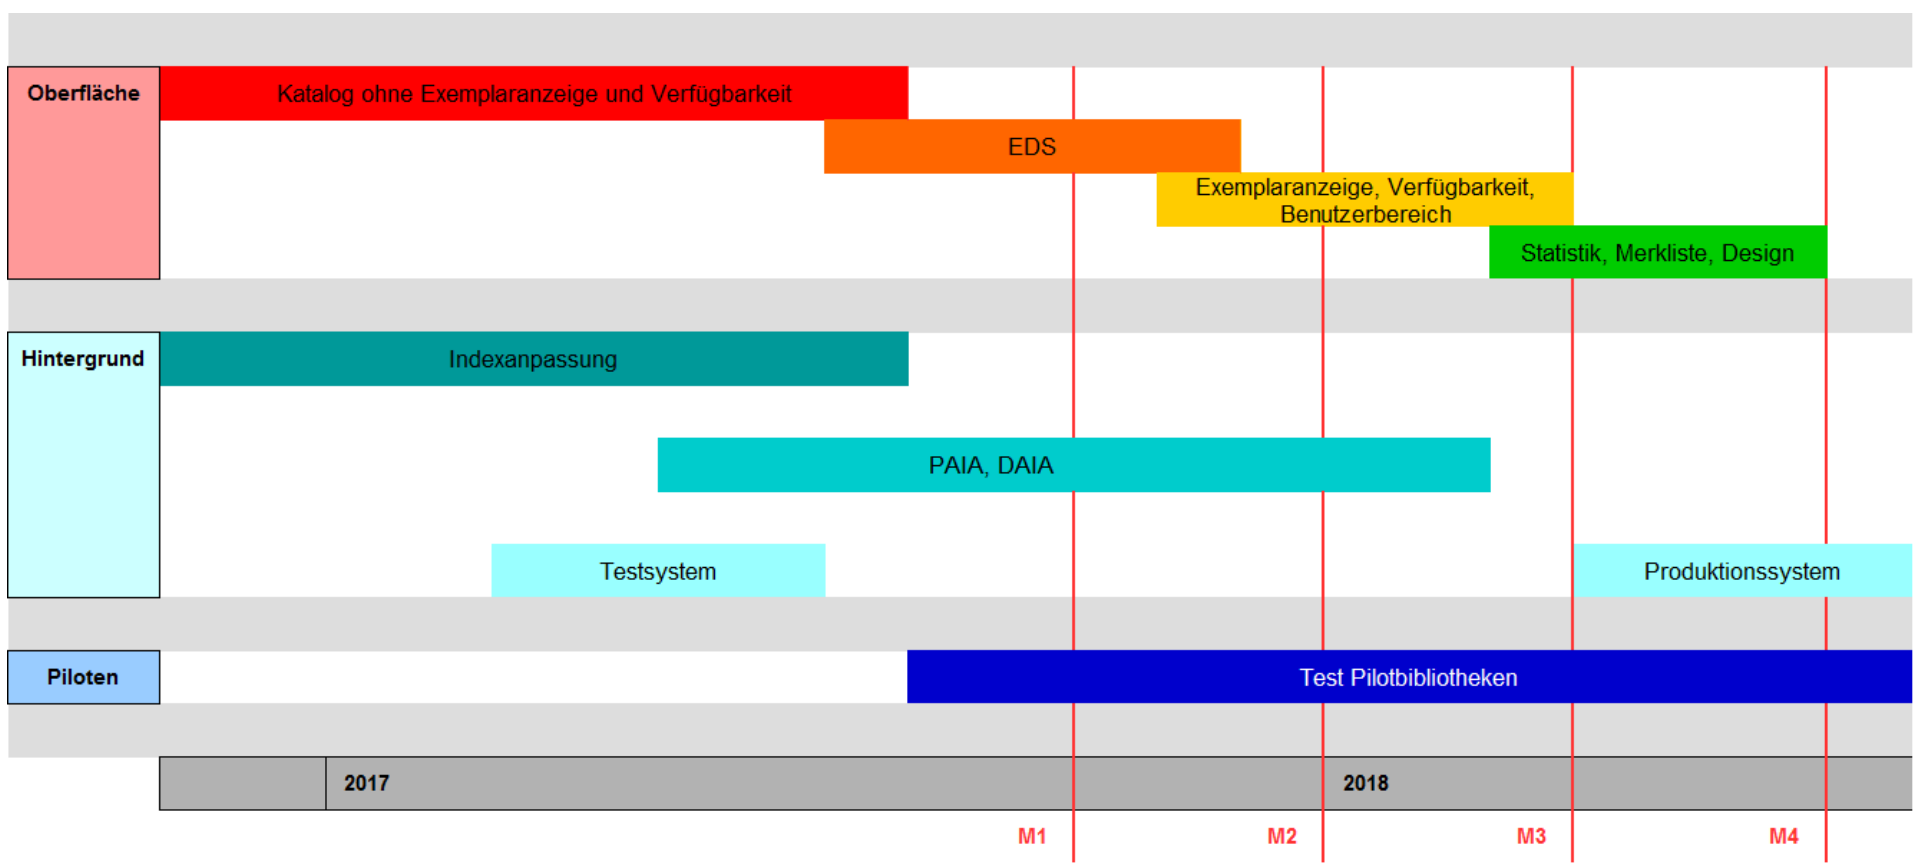 Oberfläche
Katalog ohne Exemplaranzeige und Verfügbarkeit
EDS
Exemplaranzeige, Verfügbarkeit,
Benutzerbereich
Statistik, Merkliste, Design
Hintergrund
Indexanpassung
PAIA, DAIA
Testsystem
Produktionssystem
Piloten
Test Pilotbibliotheken
2017
2018
M1
M2
M3
M4